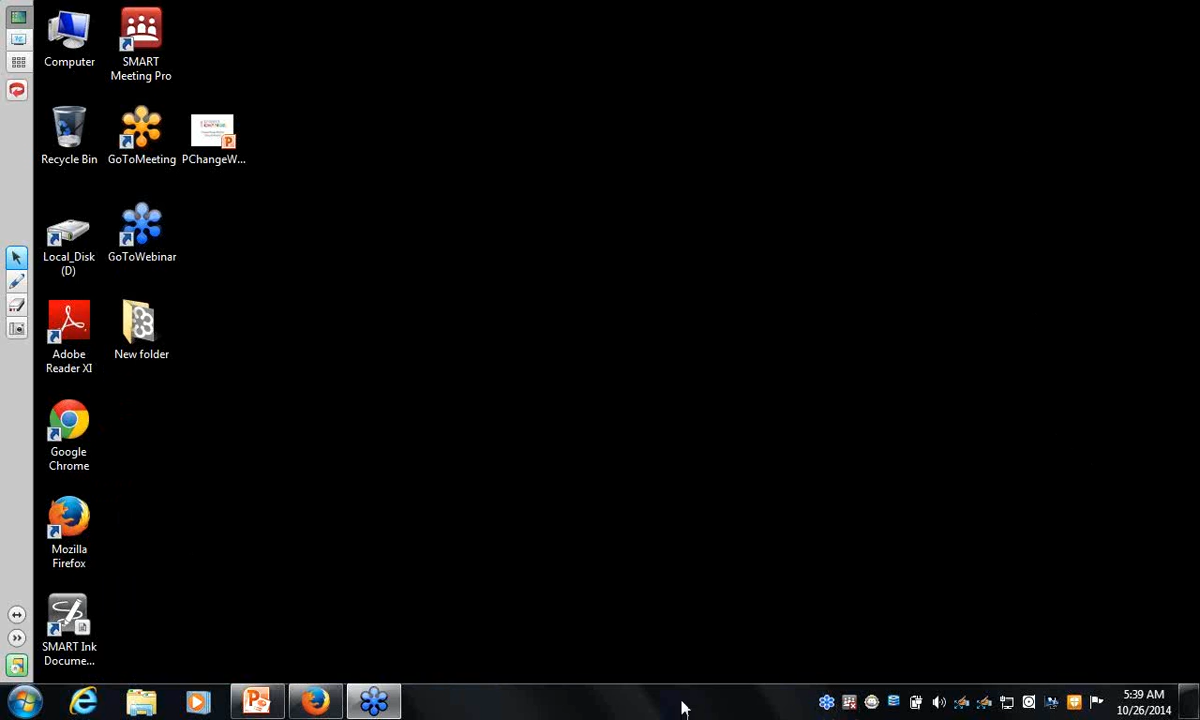 Computer
SMART
Meeting Pro
Recycle Bin
GoToMeeting
PChangeW...
Local_Disk
(D)
GoToWebinar
Adobe
Reader XI
New folder
Google
Chrome
Mozilla
Firefox
SMART Ink
Docume...
5:39 AM
10/26/2014